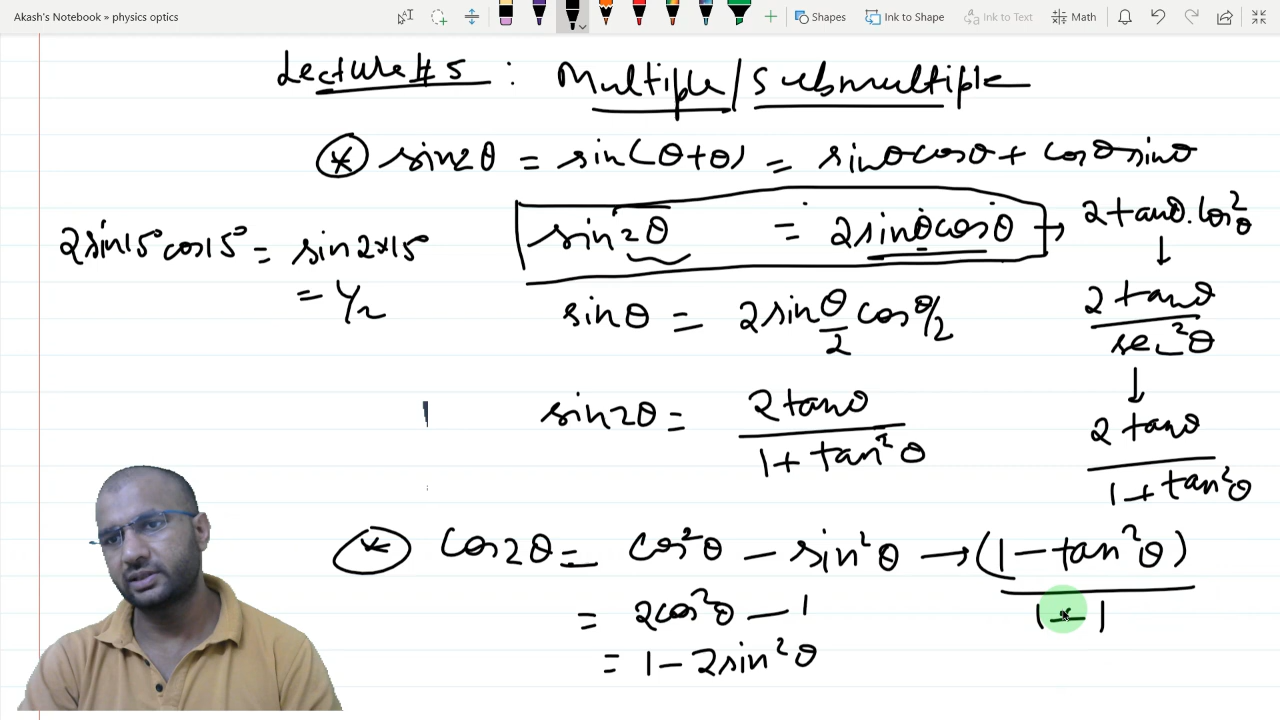 Akash's Notebook » physics optics
Shapes Ink to Shape Ink to Text Math
Lecture # 5 : Multiple/Submultiple
* sin2θ = sin(θ+θ) = sinθcosθ + cosθsinθ
sin2θ = 2sinθcosθ → 2tanθ.cos²θ
↓
2sin15°cos15° = sin2×15°
= 1/2
2tanθ/sec²θ
sinθ = 2sinθ/2 cosθ/2
↓
sin2θ = 2tanθ/1+tan²θ
2tanθ/1+tan²θ
* cos2θ = cos²θ − sin²θ → (1−tan²θ)/1+1
= 2cos²θ − 1
= 1 − 2sin²θ